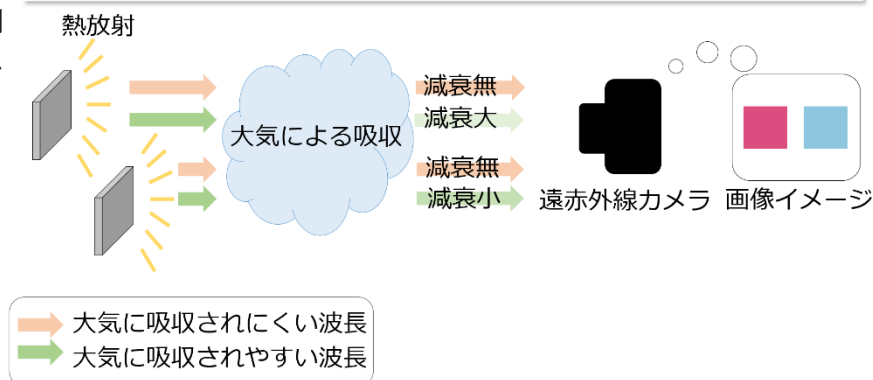 熱放射
減衰無
減衰大
大気による吸収
減衰無
減衰小
遠赤外線カメラ
画像イメージ
大気に吸収されにくい波長
大気に吸収されやすい波長